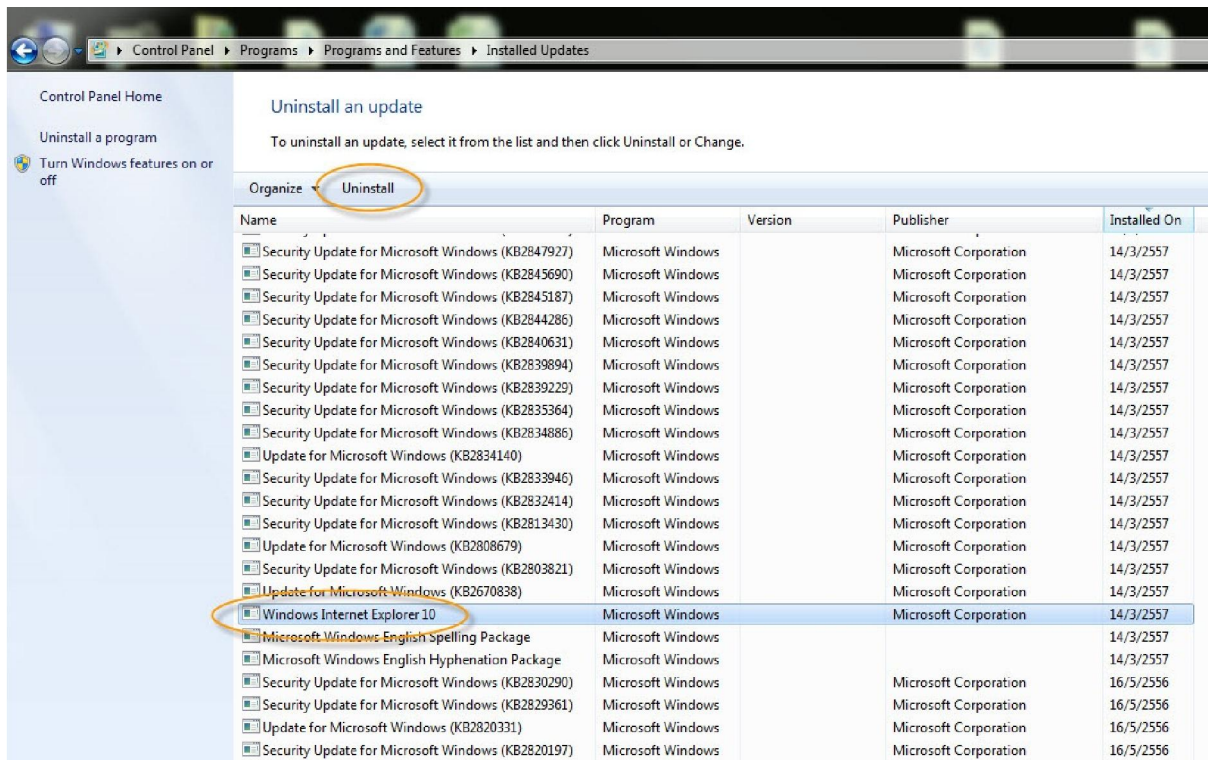 Control Panel ▸ Programs ▸ Programs and Features ▸ Installed Updates
Control Panel Home
Uninstall a program
Turn Windows features on or
off
Uninstall an update
To uninstall an update, select it from the list and then click Uninstall or Change.
Organize Uninstall
Name Program Version Publisher Installed On
Security Update for Microsoft Windows (KB2847927) Microsoft Windows Microsoft Corporation 14/3/2557
Security Update for Microsoft Windows (KB2845690) Microsoft Windows Microsoft Corporation 14/3/2557
Security Update for Microsoft Windows (KB2845187) Microsoft Windows Microsoft Corporation 14/3/2557
Security Update for Microsoft Windows (KB2844286) Microsoft Windows Microsoft Corporation 14/3/2557
Security Update for Microsoft Windows (KB2840631) Microsoft Windows Microsoft Corporation 14/3/2557
Security Update for Microsoft Windows (KB2839894) Microsoft Windows Microsoft Corporation 14/3/2557
Security Update for Microsoft Windows (KB2839229) Microsoft Windows Microsoft Corporation 14/3/2557
Security Update for Microsoft Windows (KB2835364) Microsoft Windows Microsoft Corporation 14/3/2557
Security Update for Microsoft Windows (KB2834886) Microsoft Windows Microsoft Corporation 14/3/2557
Update for Microsoft Windows (KB2834140) Microsoft Windows Microsoft Corporation 14/3/2557
Security Update for Microsoft Windows (KB2833946) Microsoft Windows Microsoft Corporation 14/3/2557
Security Update for Microsoft Windows (KB2832414) Microsoft Windows Microsoft Corporation 14/3/2557
Security Update for Microsoft Windows (KB2813430) Microsoft Windows Microsoft Corporation 14/3/2557
Update for Microsoft Windows (KB2808679) Microsoft Windows Microsoft Corporation 14/3/2557
Security Update for Microsoft Windows (KB2803821) Microsoft Windows Microsoft Corporation 14/3/2557
Update for Microsoft Windows (KB2670838) Microsoft Windows Microsoft Corporation 14/3/2557
Windows Internet Explorer 10 Microsoft Windows Microsoft Corporation 14/3/2557
Microsoft Windows English Spelling Package Microsoft Windows 14/3/2557
Microsoft Windows English Hyphenation Package Microsoft Windows 14/3/2557
Security Update for Microsoft Windows (KB2830290) Microsoft Windows Microsoft Corporation 16/5/2556
Security Update for Microsoft Windows (KB2829361) Microsoft Windows Microsoft Corporation 16/5/2556
Update for Microsoft Windows (KB2820331) Microsoft Windows Microsoft Corporation 16/5/2556
Security Update for Microsoft Windows (KB2820197) Microsoft Windows Microsoft Corporation 16/5/2556